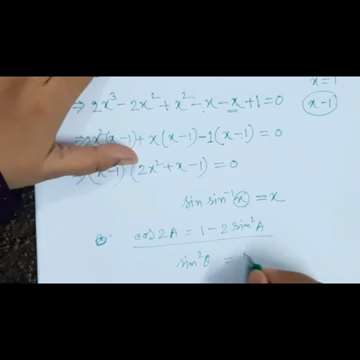 x=1
⇒ 2x³ − 2x² + x² − x − x + 1 = 0
x−1
⇒ 2x²(x−1) + x(x−1) − 1(x−1) = 0
(x−1) (2x² + x − 1) = 0
sin sin⁻¹(x) = x
cos 2A = 1 − 2 sin² A
sin² θ =